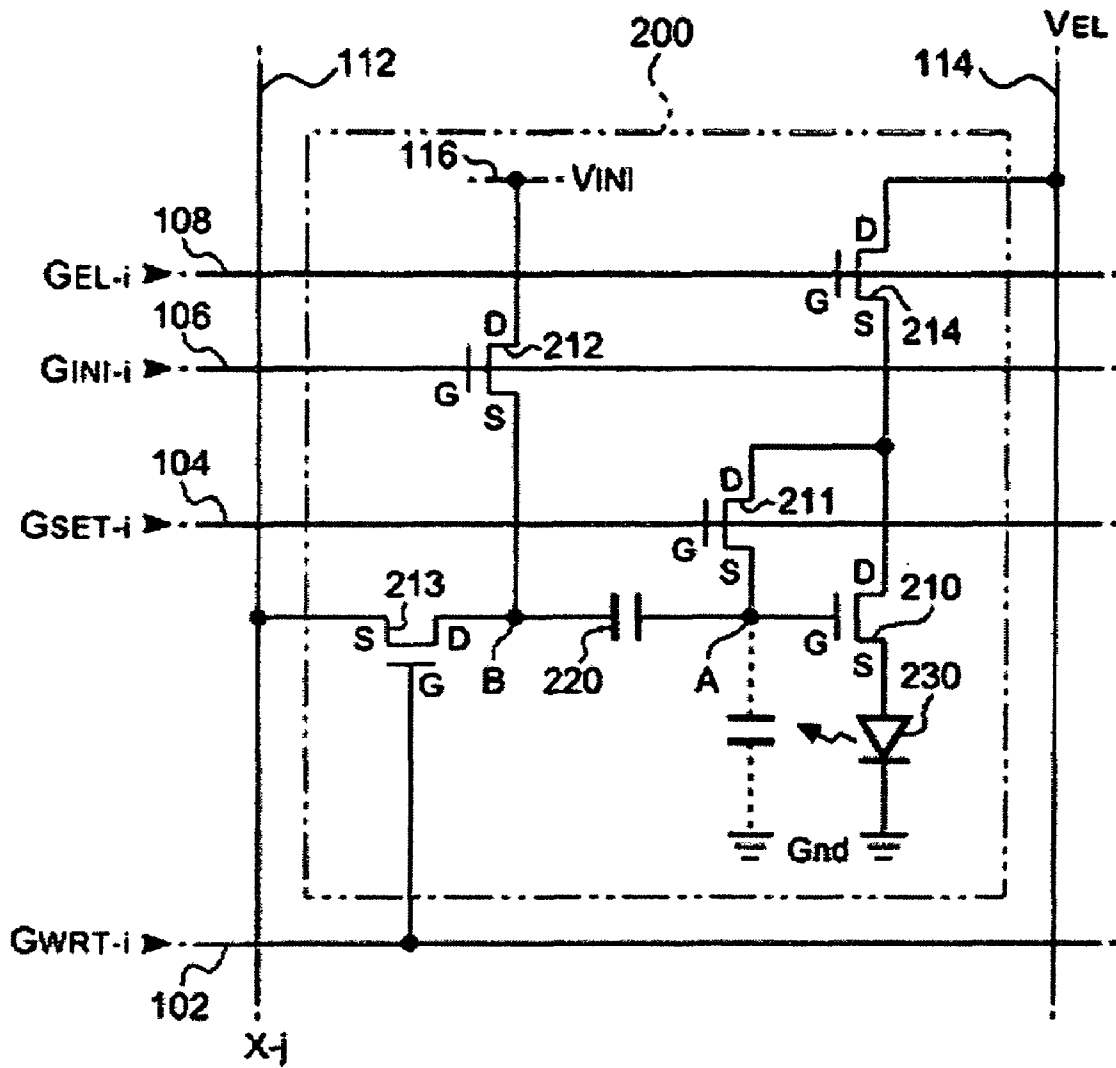 VEL
200
112
114
116
VINI
108
D
GEL-i
G
S
214
106
D
212
GINI-i
G
S
104
D
211
GSET-i
G
S
213
D
210
S
D
B
220
A
G
S
G
230
Gnd
GWRT-i
102
X-j